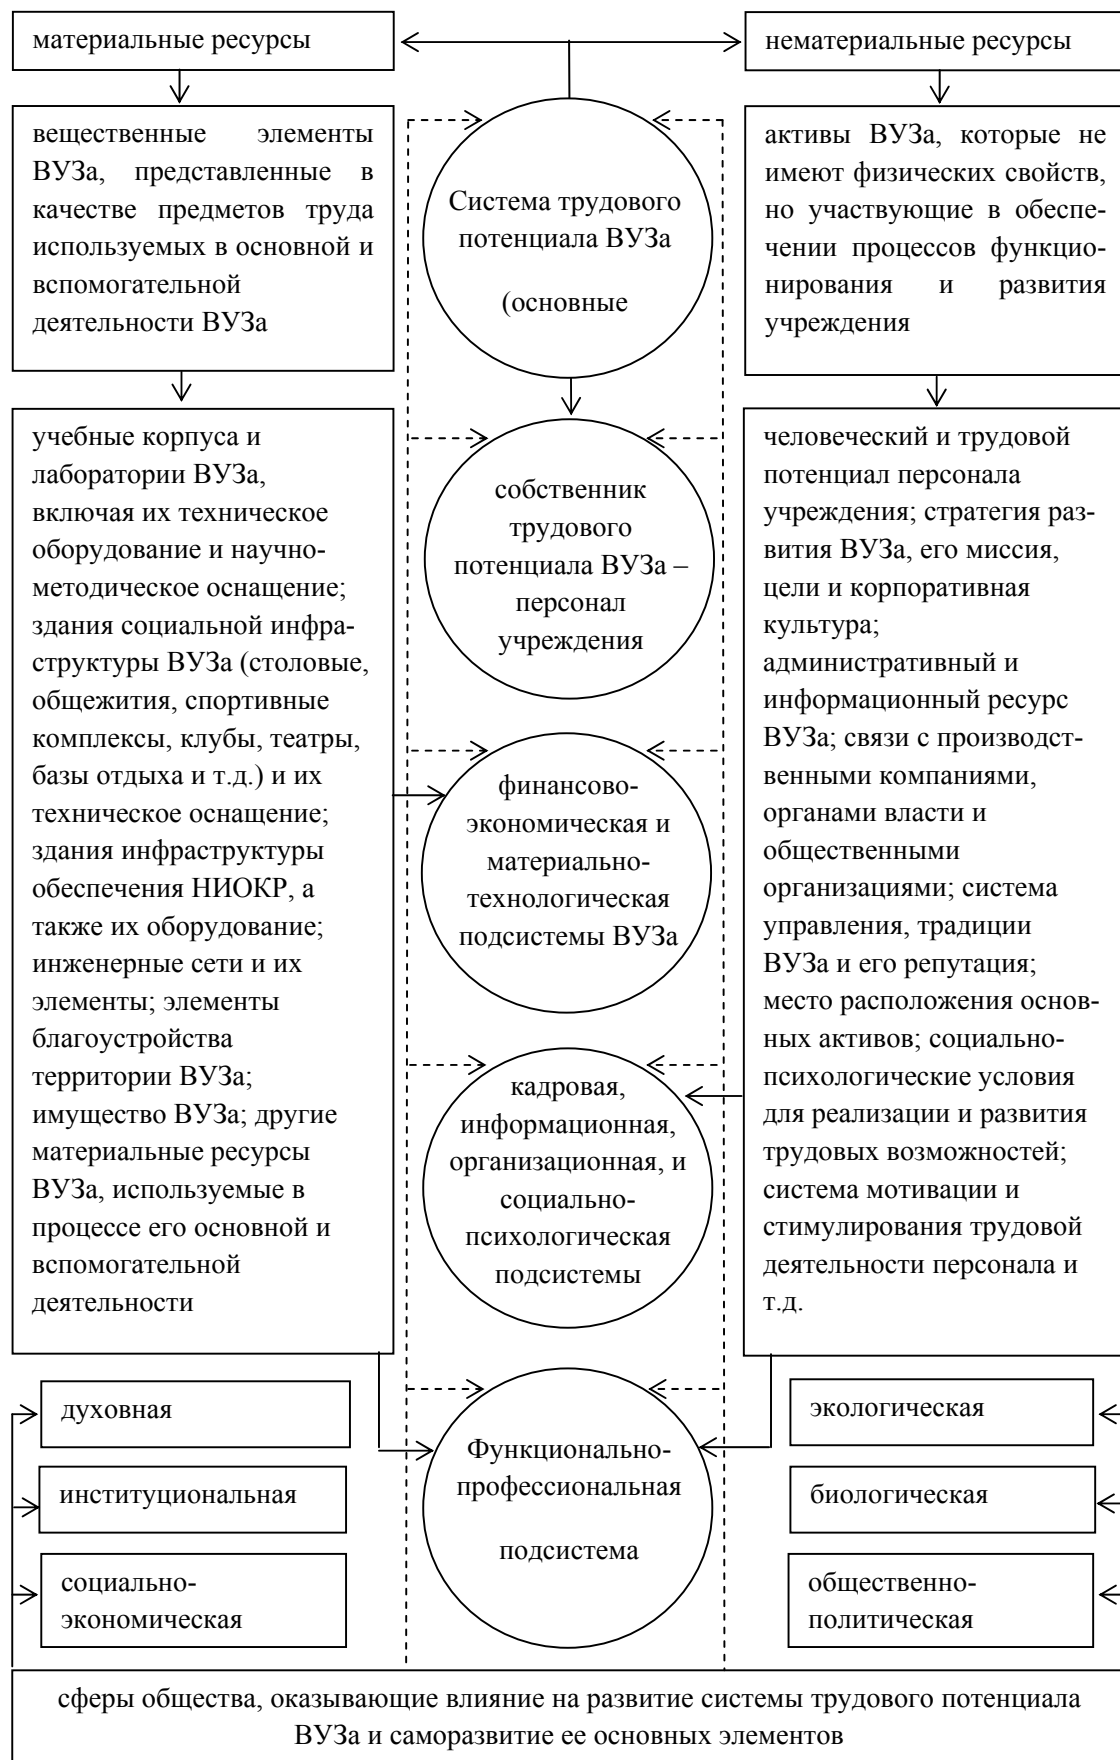 материальные ресурсы
нематериальные ресурсы
вещественные элементы
ВУЗа, представленные в
качестве предметов труда
используемых в основной и
вспомогательной
деятельности ВУЗа
Система трудового
потенциала ВУЗа
(основные
активы ВУЗа, которые не
имеют физических свойств,
но участвующие в обеспе-
чении процессов функцио-
нирования и развития
учреждения
учебные корпуса и
лаборатории ВУЗа,
включая их техническое
оборудование и научно-
методическое оснащение;
здания социальной инфра-
структуры ВУЗа (столовые,
общежития, спортивные
комплексы, клубы, театры,
базы отдыха и т.д.) и их
техническое оснащение;
здания инфраструктуры
обеспечения НИОКР, а
также их оборудование;
инженерные сети и их
элементы; элементы
благоустройства
территории ВУЗа;
имущество ВУЗа; другие
материальные ресурсы
ВУЗа, используемые в
процессе его основной и
вспомогательной
деятельности
собственник
трудового
потенциала ВУЗа –
персонал
учреждения
финансово-
экономическая и
материально-
технологическая
подсистемы ВУЗа
кадровая,
информационная,
организационная, и
социально-
психологическая
подсистемы
человеческий и трудовой
потенциал персонала
учреждения; стратегия раз-
вития ВУЗа, его миссия,
цели и корпоративная
культура;
административный и
информационный ресурс
ВУЗа; связи с производст-
венными компаниями,
органами власти и
общественными
организациями; система
управления, традиции
ВУЗа и его репутация;
место расположения основ-
ных активов; социально-
психологические условия
для реализации и развития
трудовых возможностей;
система мотивации и
стимулирования трудовой
деятельности персонала и
т.д.
духовная
институциональная
социально-
экономическая
Функционально-
профессиональная
подсистема
экологическая
биологическая
общественно-
политическая
сферы общества, оказывающие влияние на развитие системы трудового потенциала
ВУЗа и саморазвитие ее основных элементов